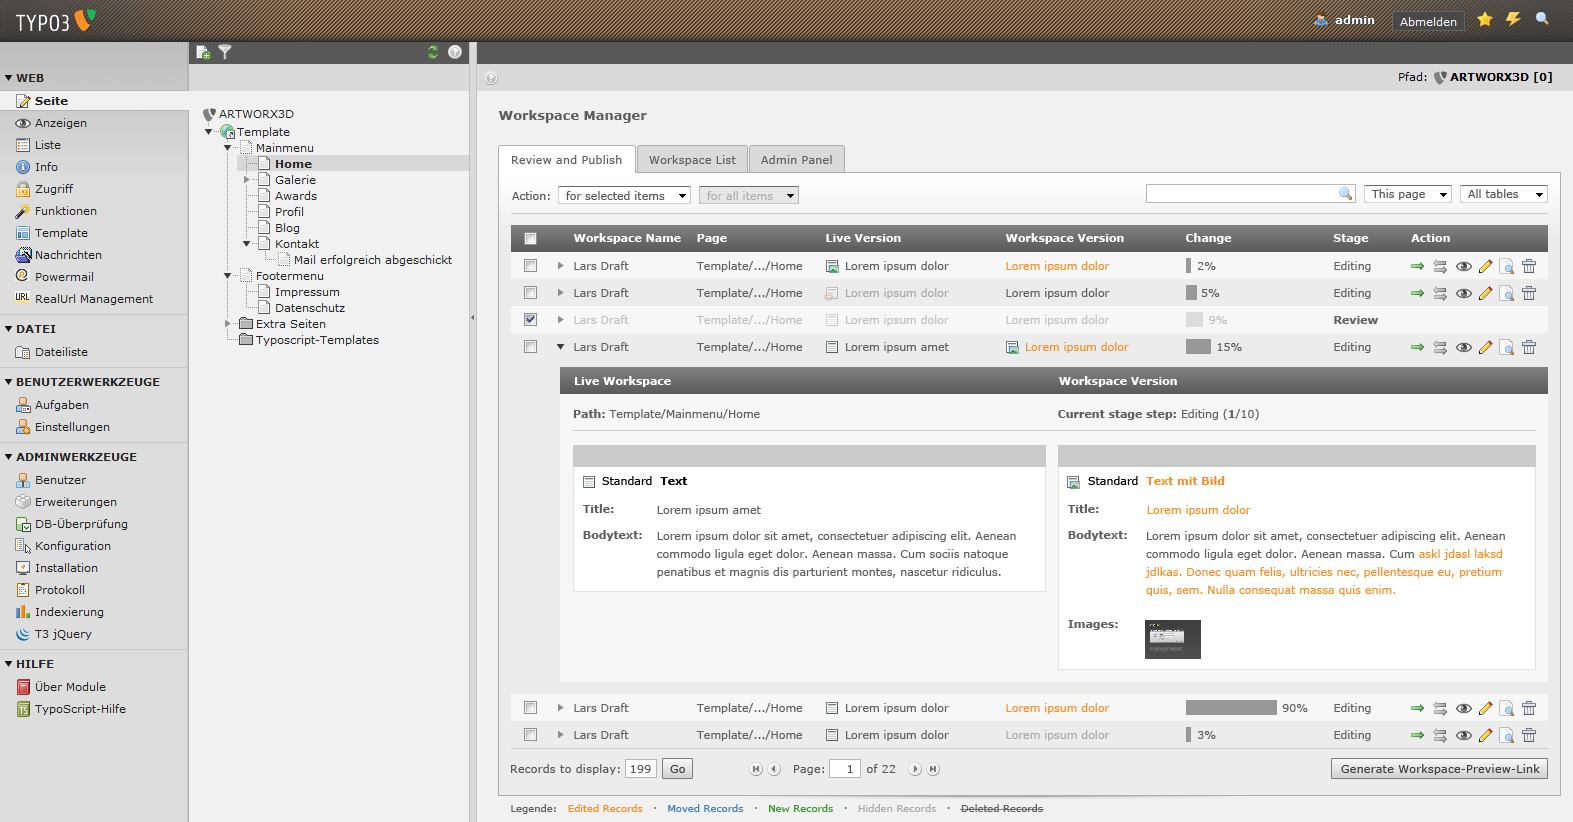 TYPO3
admin
Abmelden
Pfad: ARTWORX3D [0]
WEB
Seite
Anzeigen
Liste
Info
Zugriff
Funktionen
Template
Nachrichten
Powermail
URL RealUrl Management
DATEI
Dateiliste
BENUTZERWERKZEUGE
Aufgaben
Einstellungen
ADMINWERKZEUGE
Benutzer
Erweiterungen
DB-Überprüfung
Konfiguration
Installation
Protokoll
Indexierung
T3 jQuery
HILFE
Über Module
TS TypoScript-Hilfe
ARTWORX3D
Template
Mainmenu
Home
Galerie
Awards
Profil
Blog
Kontakt
Mail erfolgreich abgeschickt
Footermenu
Impressum
Datenschutz
Extra Seiten
Typoscript-Templates
Workspace Manager
Review and Publish Workspace List Admin Panel
Action: for selected items for all items This page All tables
Workspace Name Page Live Version Workspace Version Change Stage Action
Lars Draft Template/.../Home Lorem ipsum dolor Lorem ipsum dolor 2% Editing
Lars Draft Template/.../Home Lorem ipsum dolor Lorem ipsum dolor 5% Editing
Lars Draft Template/.../Home Lorem ipsum dolor Lorem ipsum dolor 9% Review
Lars Draft Template/.../Home Lorem ipsum amet Lorem ipsum dolor 15% Editing
Live Workspace Workspace Version
Path: Template/Mainmenu/Home Current stage step: Editing (1/10)
Standard Text
Title: Lorem ipsum amet
Bodytext: Lorem ipsum dolor sit amet, consectetuer adipiscing elit. Aenean
commodo ligula eget dolor. Aenean massa. Cum sociis natoque
penatibus et magnis dis parturient montes, nascetur ridiculus.
Standard Text mit Bild
Title: Lorem ipsum dolor
Bodytext: Lorem ipsum dolor sit amet, consectetuer adipiscing elit. Aenean
commodo ligula eget dolor. Aenean massa. Cum askl jdasl laksd
jdlkas. Donec quam felis, ultricies nec, pellentesque eu, pretium
quis, sem. Nulla consequat massa quis enim.
Images:
Lars Draft Template/.../Home Lorem ipsum dolor Lorem ipsum dolor 90% Editing
Lars Draft Template/.../Home Lorem ipsum dolor Lorem ipsum dolor 3% Editing
Records to display: 199 Go Page: 1 of 22 Generate Workspace-Preview-Link
Legende: Edited Records · Moved Records · New Records · Hidden Records · Deleted Records